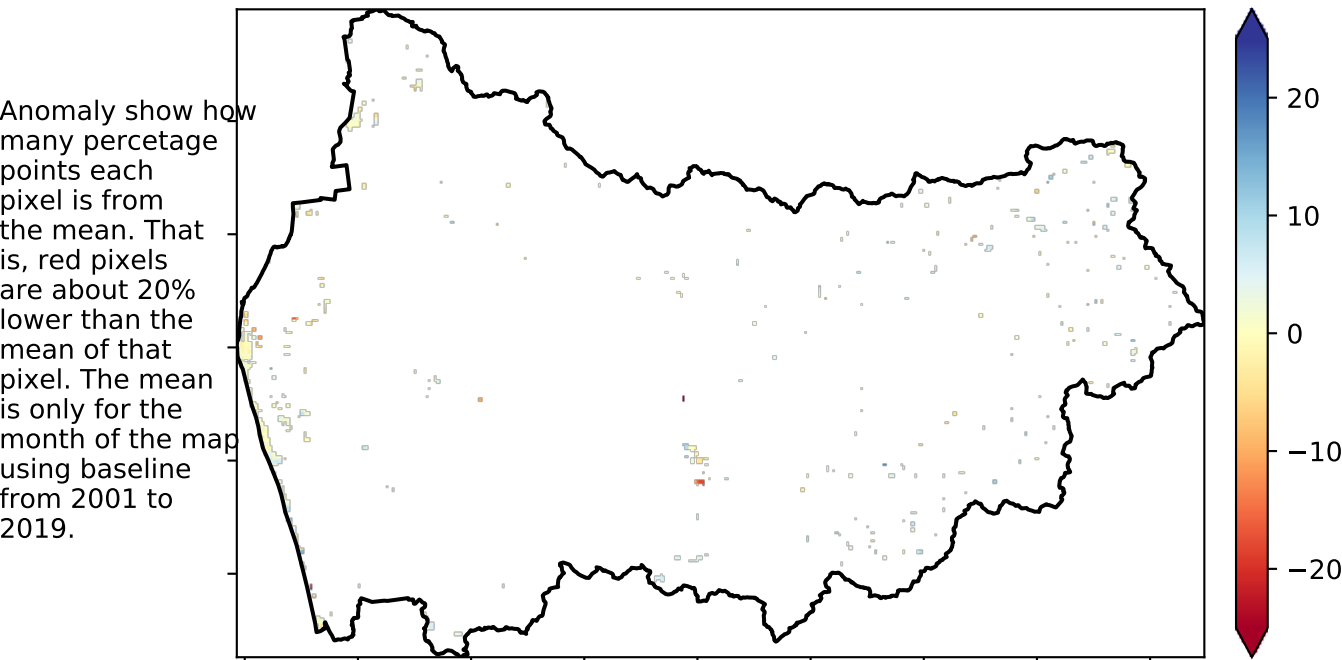 Anomaly show how
many percetage
points each
pixel is from
the mean. That
is, red pixels
are about 20%
lower than the
mean of that
pixel. The mean
is only for the
month of the map
using baseline
from 2001 to
2019.
20
10
0
−10
−20